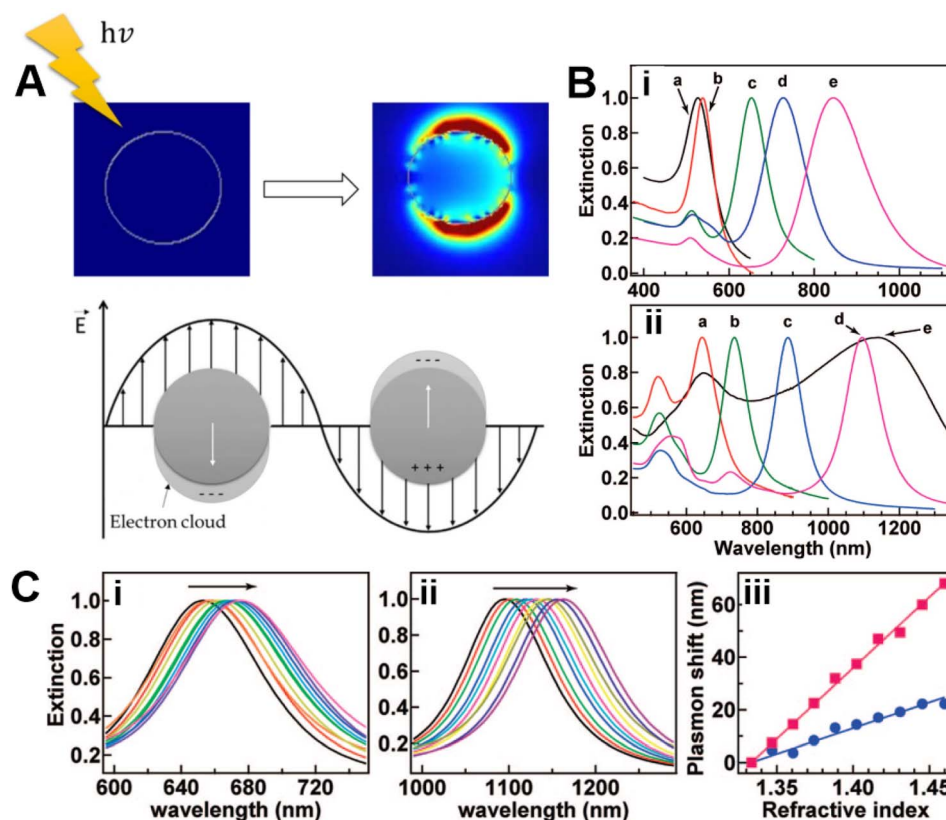 hν
A
E
- - -
Electron cloud
- - -
+ + +
B
i
a b c d e
Extinction
1.0
0.8
0.6
0.4
0.2
0.0
400 600 800 1000
ii
a b c d e
Extinction
1.0
0.8
0.6
0.4
0.2
0.0
600 800 1000 1200
Wavelength (nm)
C
i
Extinction
1.0
0.8
0.6
0.4
0.2
600 640 680 720
wavelength (nm)
ii
1.0
0.8
0.6
0.4
0.2
1000 1100 1200
wavelength (nm)
iii
Plasmon shift (nm)
60
40
20
0
1.35 1.40 1.45
Refractive index